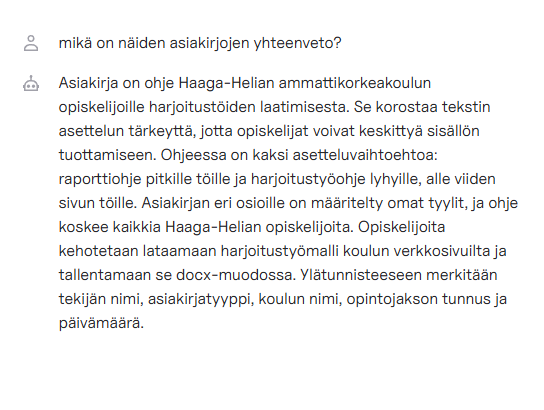 mikä on näiden asiakirjojen yhteenveto?
Asiakirja on ohje Haaga-Helian ammattikorkeakoulun
opiskelijoille harjoitustöiden laatimisesta. Se korostaa tekstin
asettelun tärkeyttä, jotta opiskelijat voivat keskittyä sisällön
tuottamiseen. Ohjeessa on kaksi asetteluvaihtoehtoa:
raporttiohje pitkille töille ja harjoitustyöohje lyhyille, alle viiden
sivun töille. Asiakirjan eri osioille on määritelty omat tyylit, ja ohje
koskee kaikkia Haaga-Helian opiskelijoita. Opiskelijoita
kehotetaan lataamaan harjoitustyömalli koulun verkkosivuilta ja
tallentamaan se docx-muodossa. Ylätunnisteeseen merkitään
tekijän nimi, asiakirjatyyppi, koulun nimi, opintojakson tunnus ja
päivämäärä.